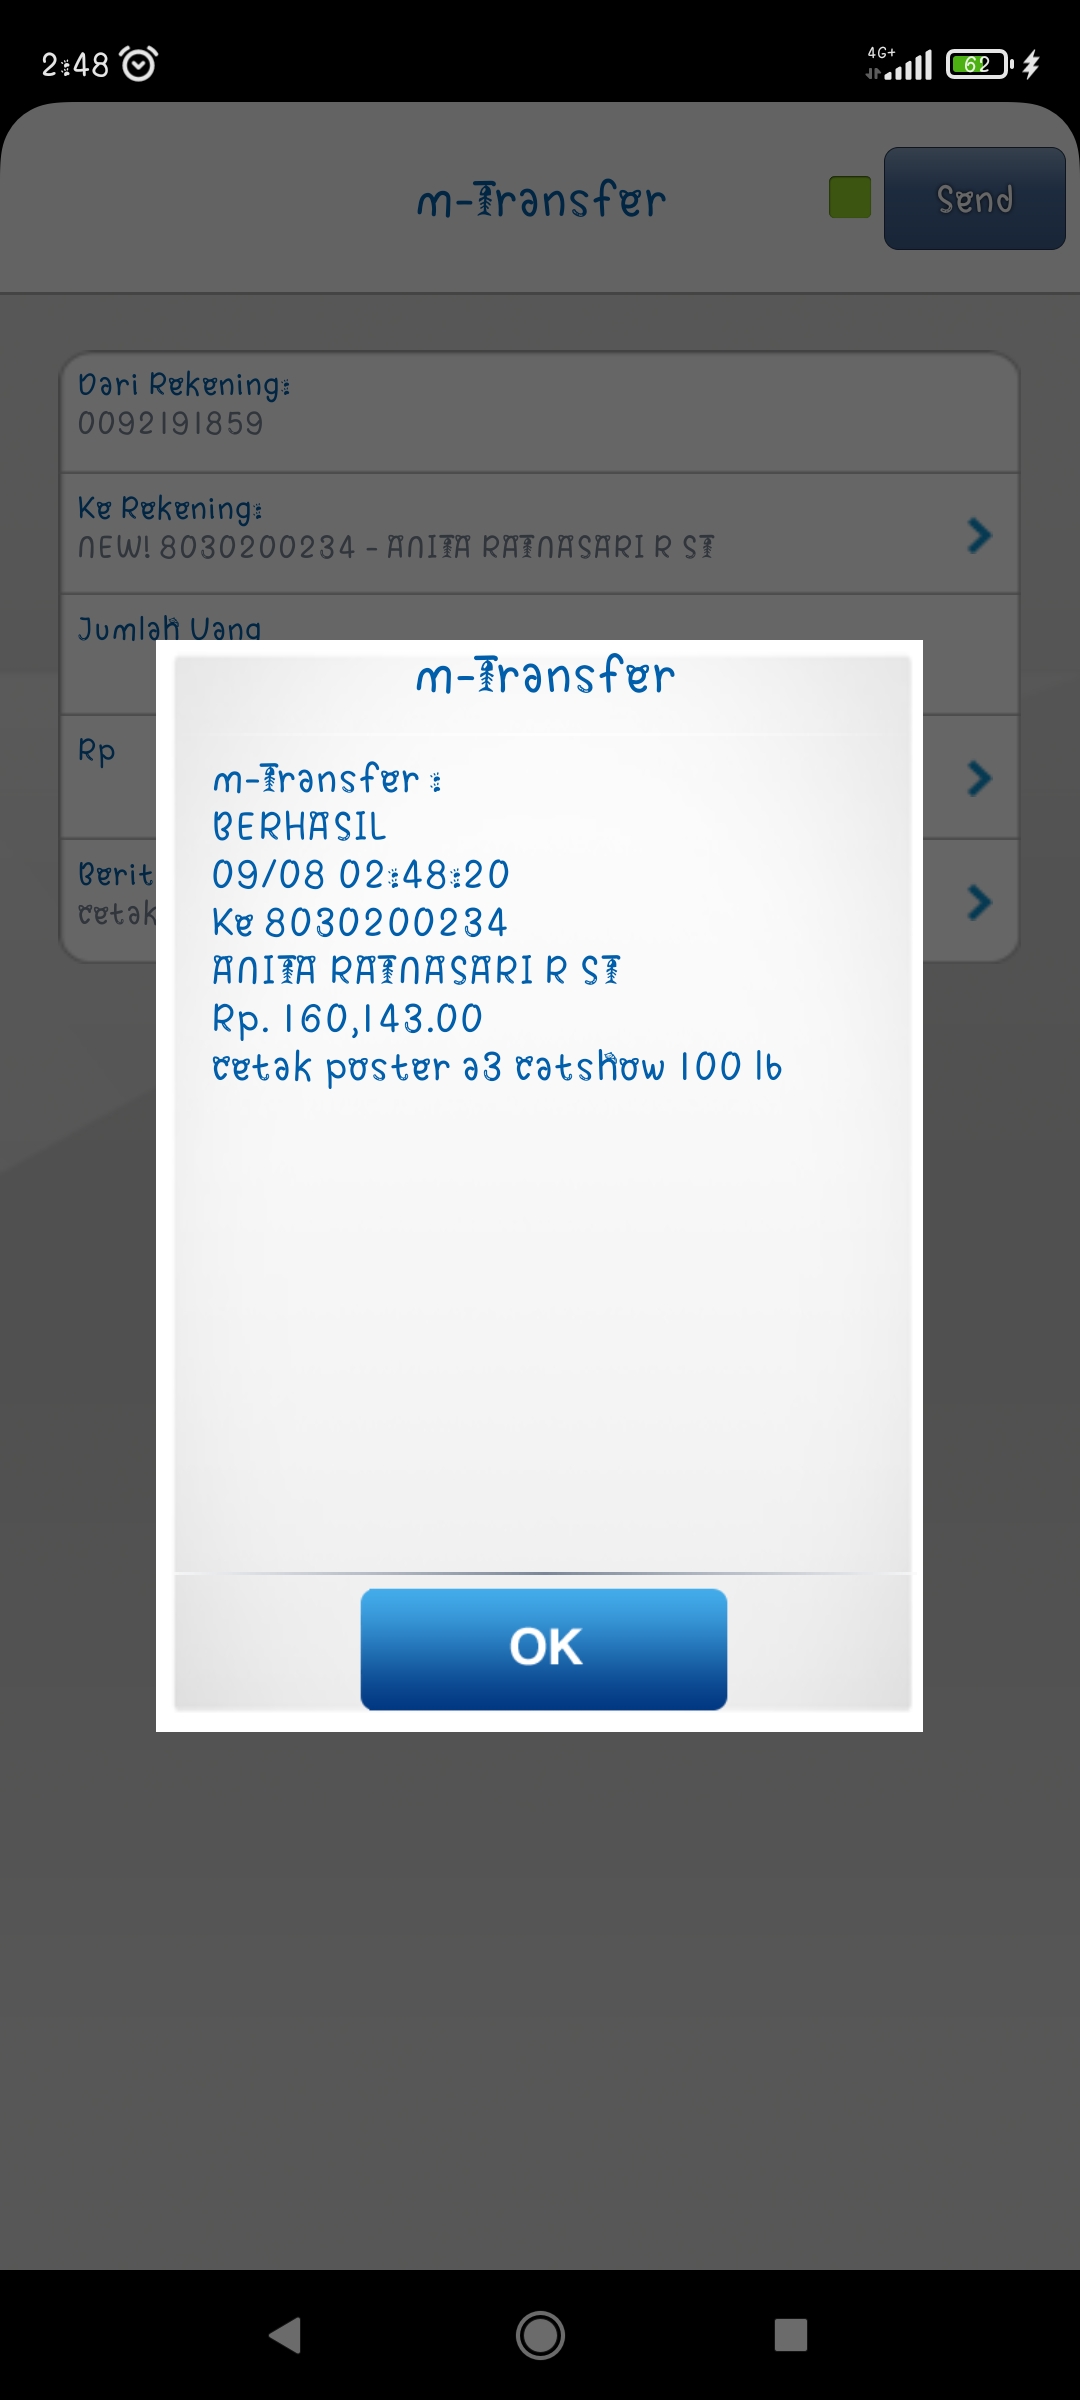 2:48
4G+
62
m-Transfer
Send
Dari Rekening:
0092191859
Ke Rekening:
NEW! 8030200234 - ANITA RATNASARI R ST
Jumlah Uang
Rp
Berit
cetak
m-Transfer
m-Transfer :
BERHASIL
09/08 02:48:20
Ke 8030200234
ANITA RATNASARI R ST
Rp. 160,143.00
cetak poster a3 catshow 100 lb
OK